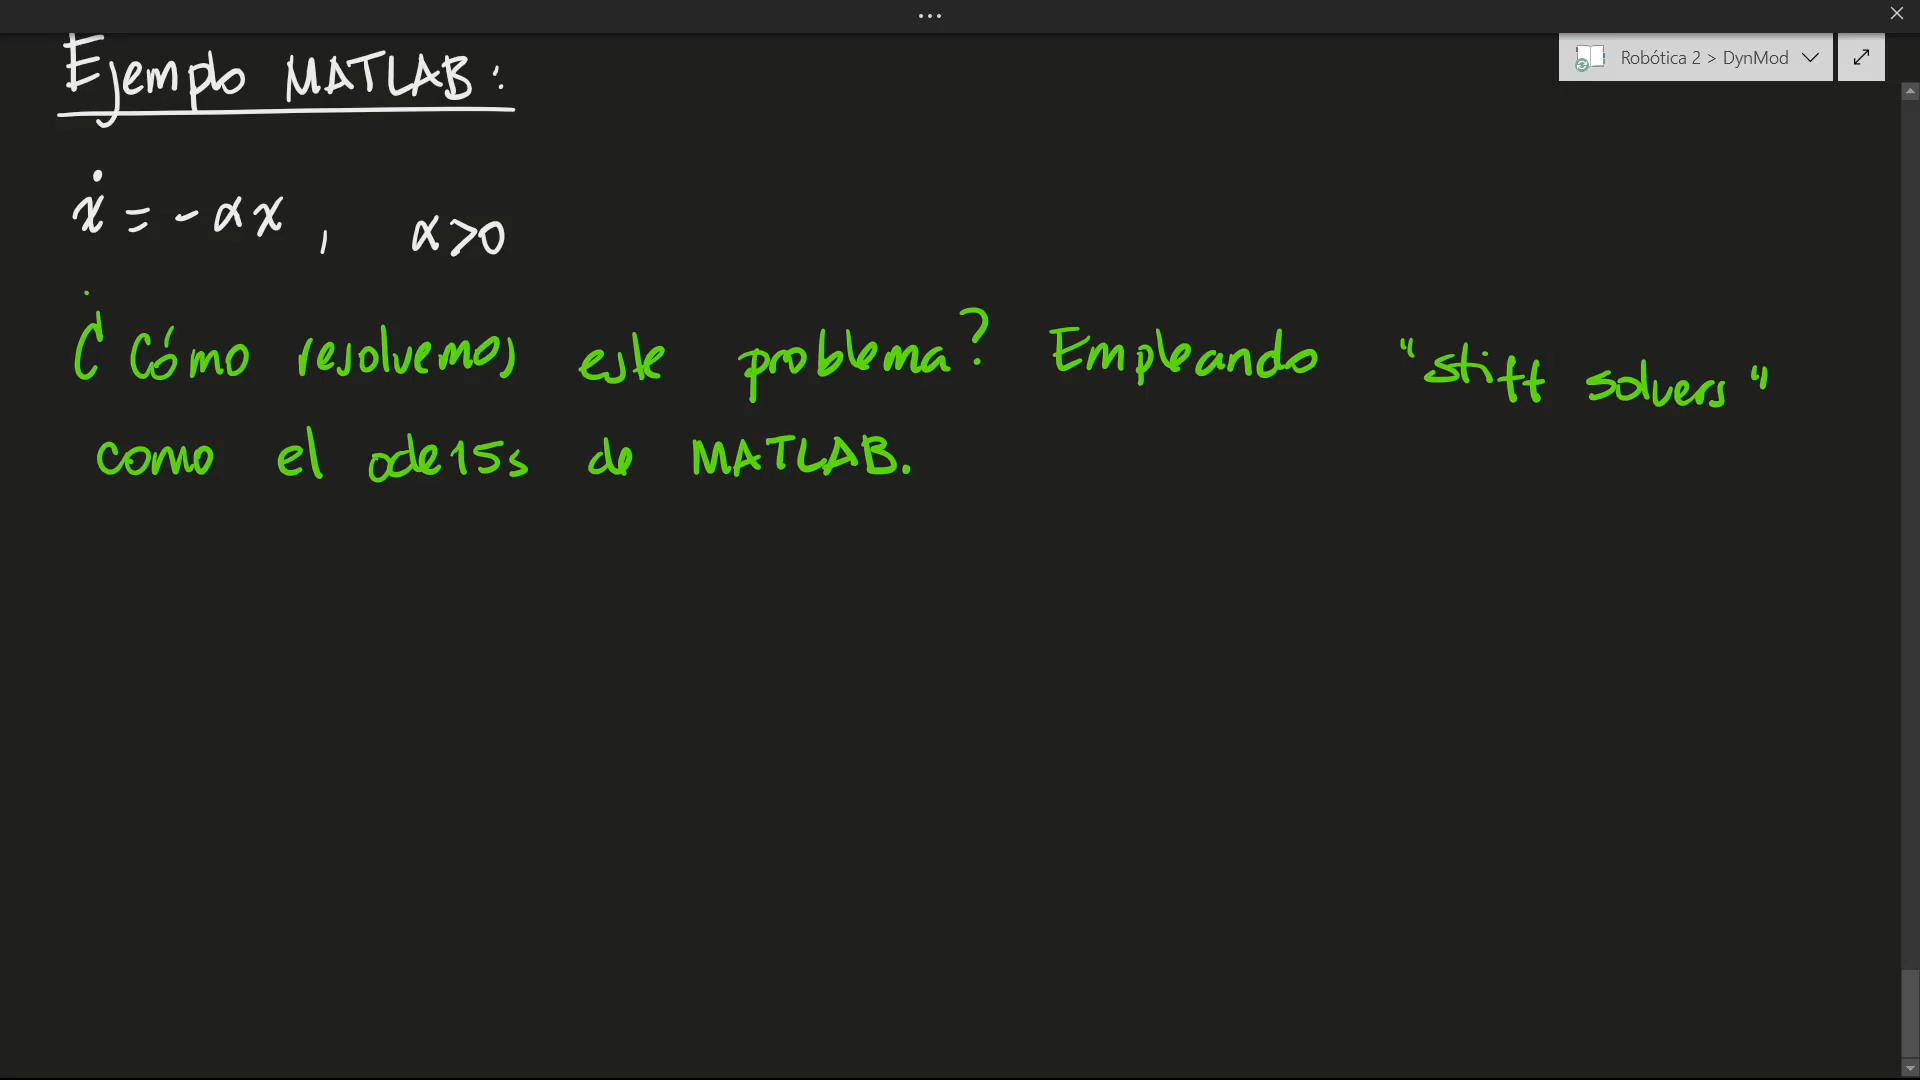 Robótica 2 > DynMod
Ejemplo MATLAB:
ẋ = -αx, α>0
¿Cómo resolvemos este problema? Empleando "stiff solvers"
como el ode15s de MATLAB.